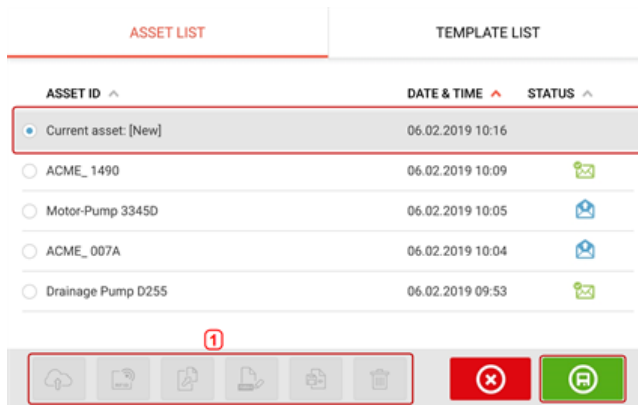 ASSET LIST TEMPLATE LIST
ASSET ID DATE & TIME STATUS
Current asset: [New] 06.02.2019 10:16
ACME_ 1490 06.02.2019 10:09
Motor-Pump 3345D 06.02.2019 10:05
ACME_ 007A 06.02.2019 10:04
Drainage Pump D255 06.02.2019 09:53
1